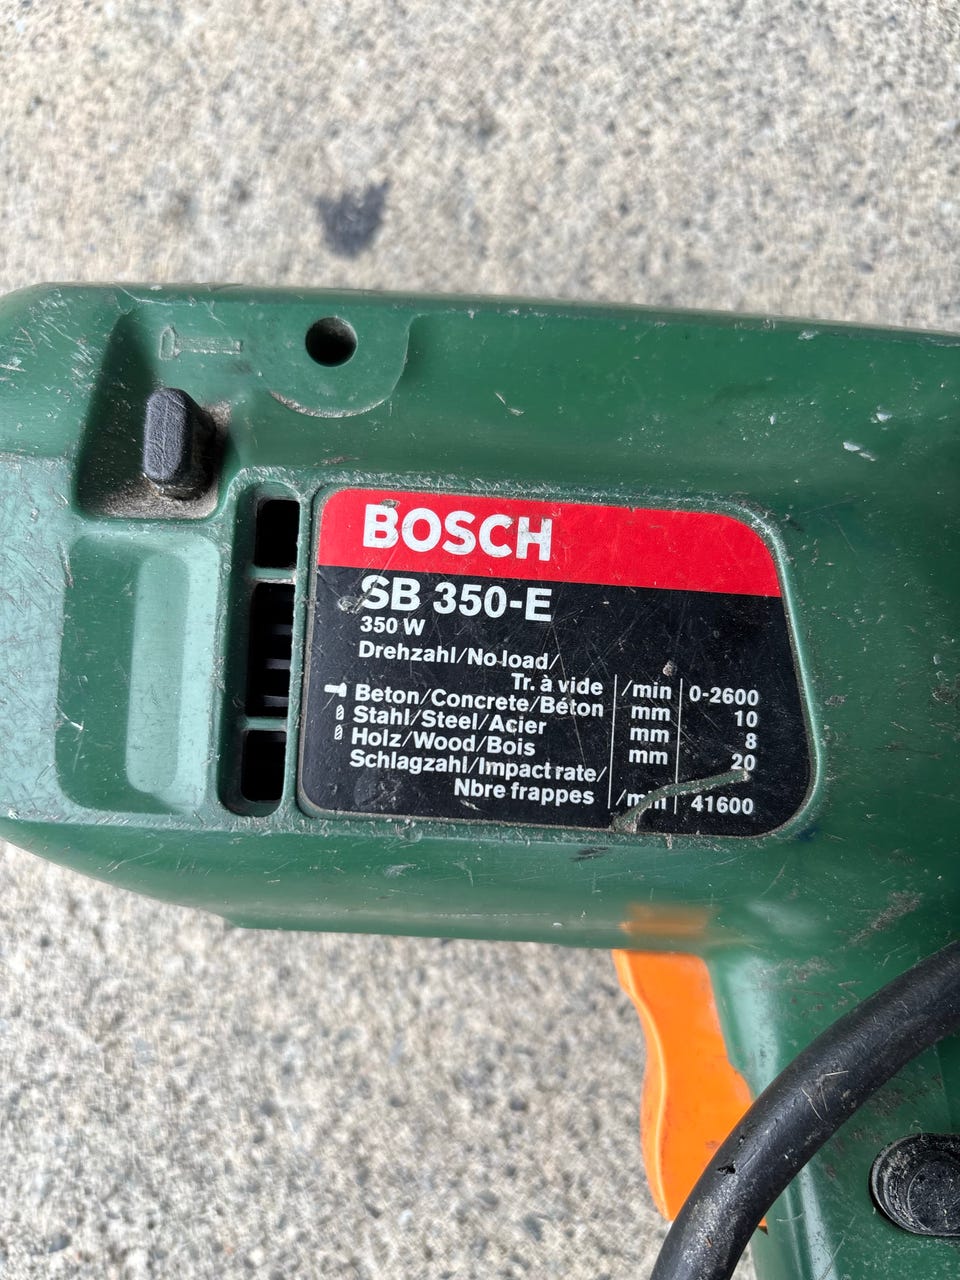 BOSCH
SB 350-E
350 W
Drehzahl/No load/
Tr. à vide /min 0-2600
Beton/Concrete/Béton mm 10
Stahl/Steel/Acier mm 8
Holz/Wood/Bois mm 20
Schlagzahl/Impact rate/
Nbre frappes /min 41600